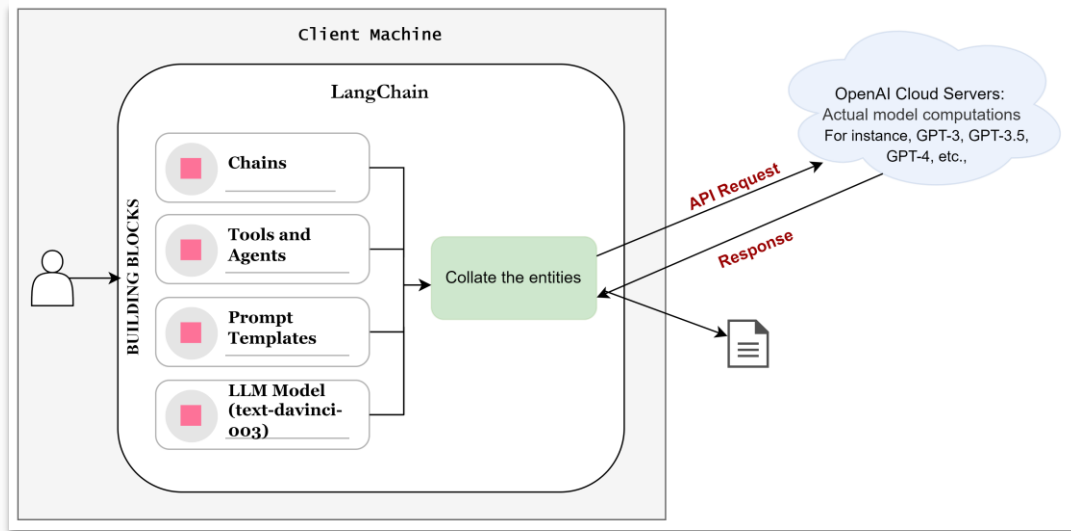 Client Machine
LangChain
BUILDING BLOCKS
Chains
Tools and
Agents
Prompt
Templates
LLM Model
(text-davinci-
003)
Collate the entities
API Request
Response
OpenAI Cloud Servers:
Actual model computations
For instance, GPT-3, GPT-3.5,
GPT-4, etc.,